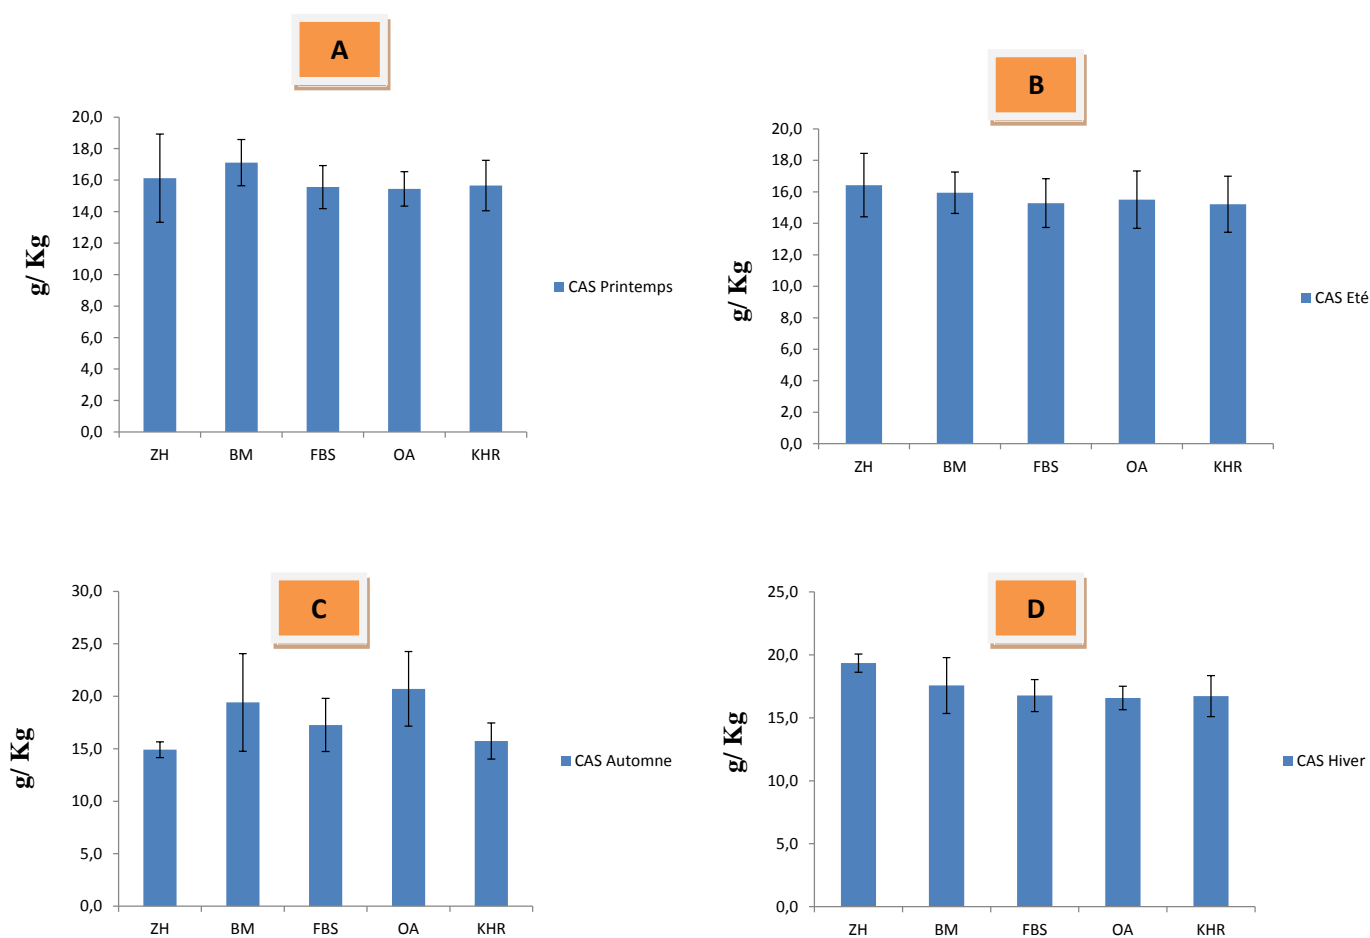 A
20,0
18,0
16,0
14,0
12,0
10,0
8,0
6,0
4,0
2,0
0,0
g/ Kg
ZH BM FBS OA KHR
CAS Printemps
B
20,0
18,0
16,0
14,0
12,0
10,0
8,0
6,0
4,0
2,0
0,0
g/ Kg
ZH BM FBS OA KHR
CAS Eté
C
30,0
25,0
20,0
15,0
10,0
5,0
0,0
g/ Kg
ZH BM FBS OA KHR
CAS Automne
D
25,0
20,0
15,0
10,0
5,0
0,0
g/ Kg
ZH BM FBS OA KHR
CAS Hiver